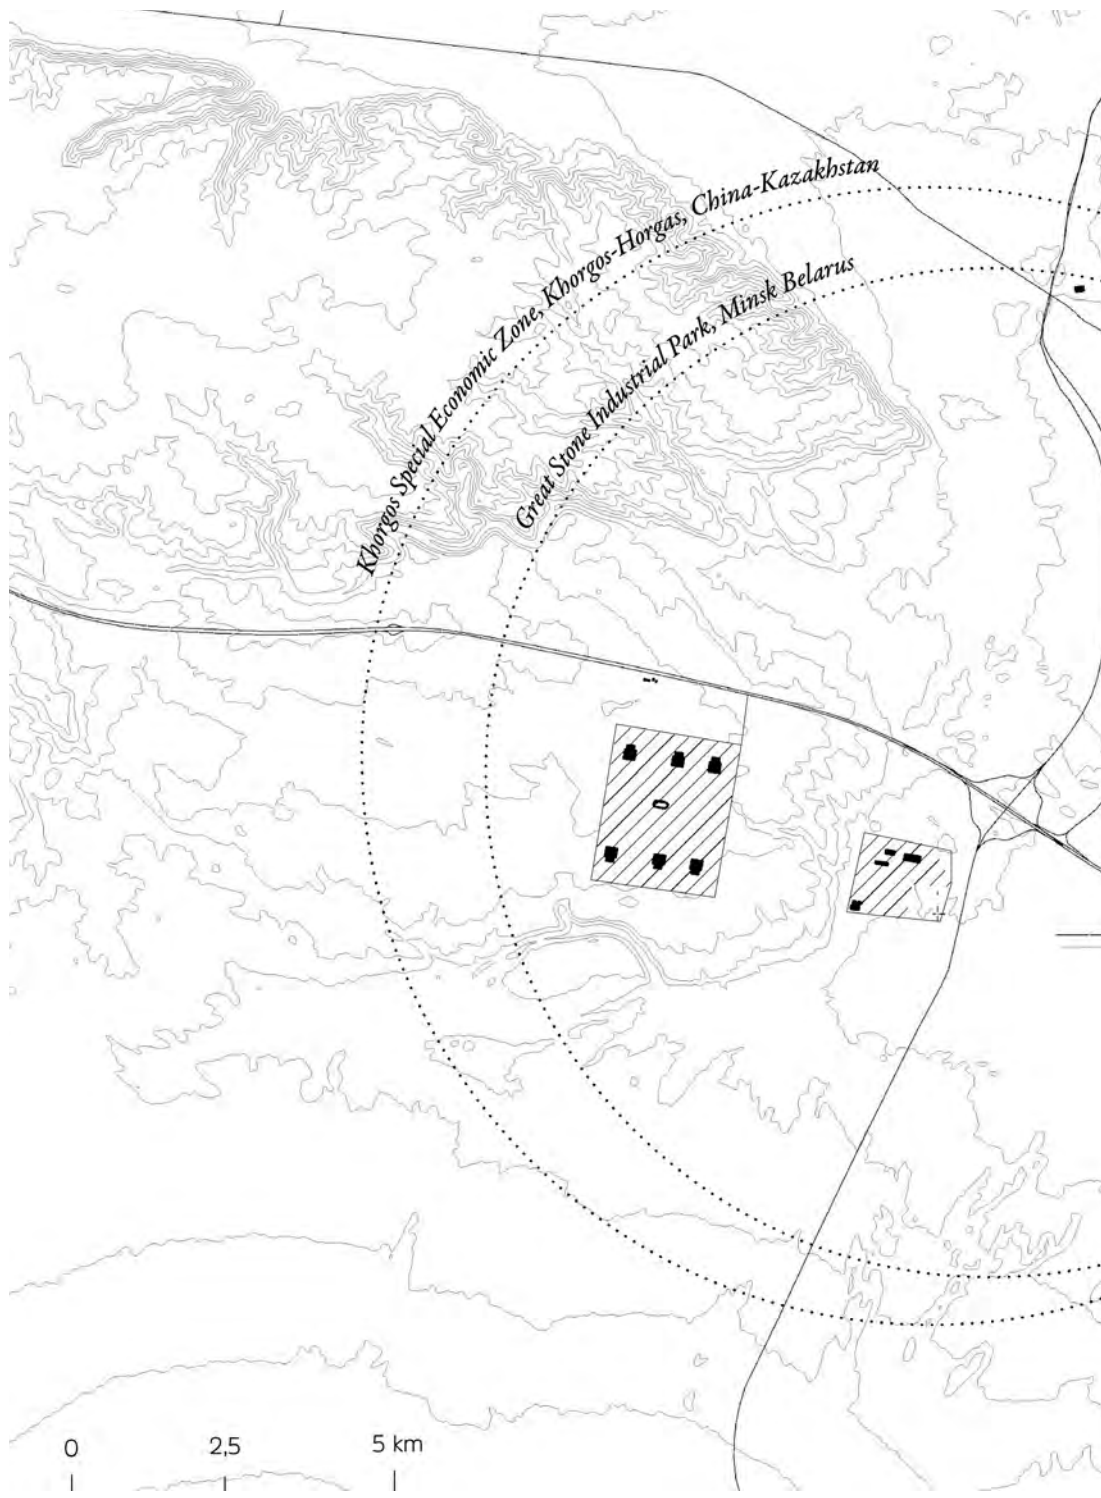 Khorgos Special Economic Zone, Khorgos-Horgas, China-Kazakhstan
Great Stone Industrial Park, Minsk Belarus
0 2,5 5 km